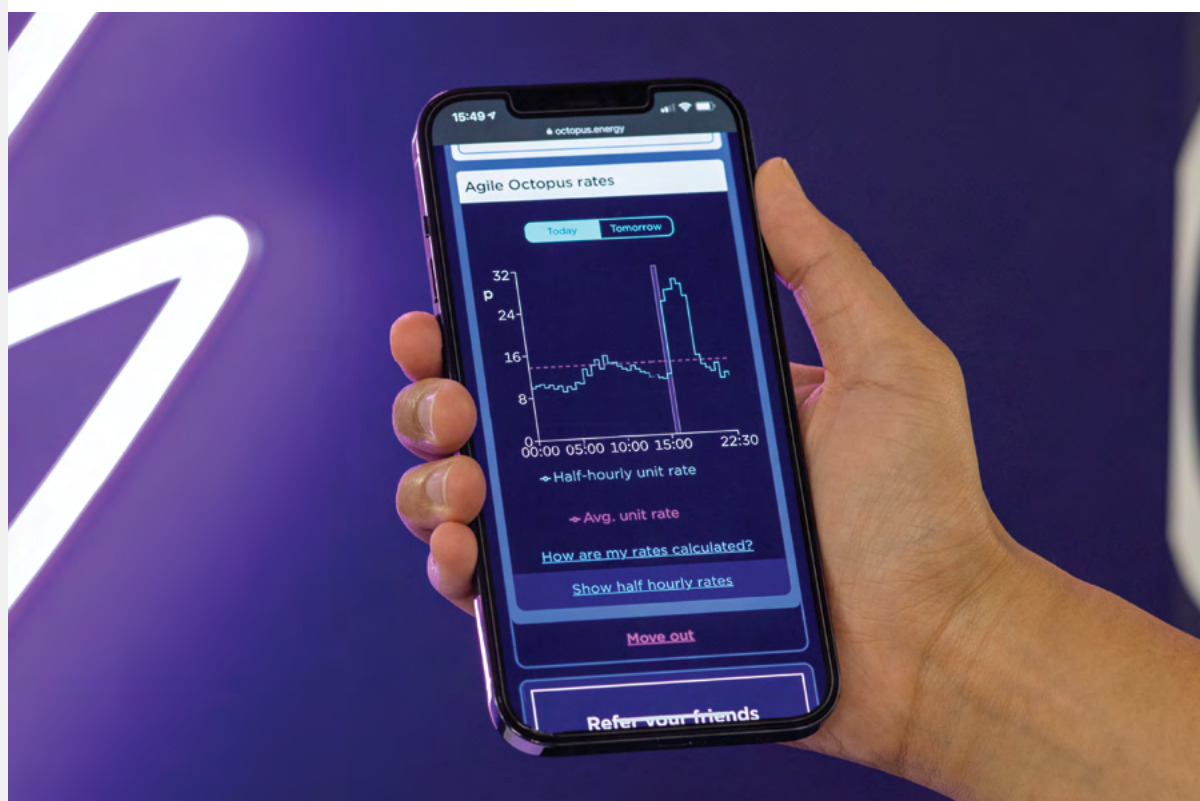 15:49
octopus.energy
Agile Octopus rates
Today Tomorrow
32
p
24
16
8
0
00:00 05:00 10:00 15:00 22:30
Half-hourly unit rate
Avg. unit rate
How are my rates calculated?
Show half hourly rates
Move out
Refer your friends